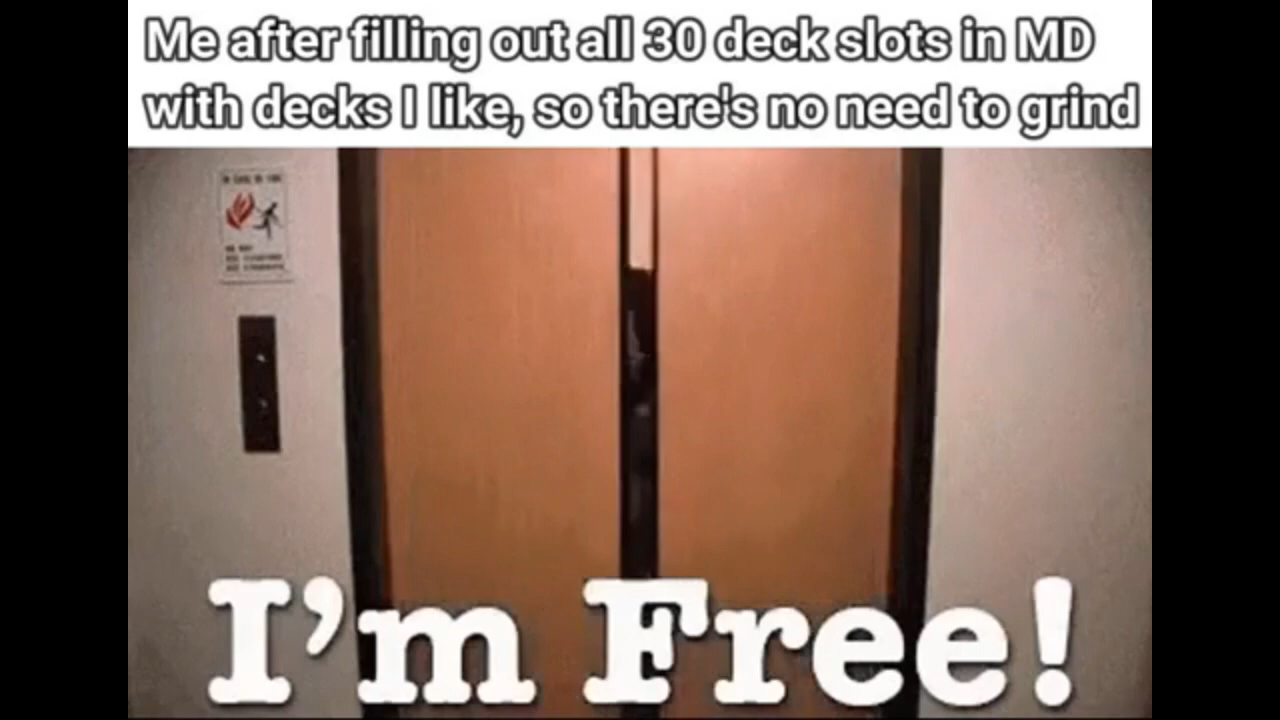 Me after filling out all 30 deck slots in MD
with decks I like, so there's no need to grind
I'm Free!